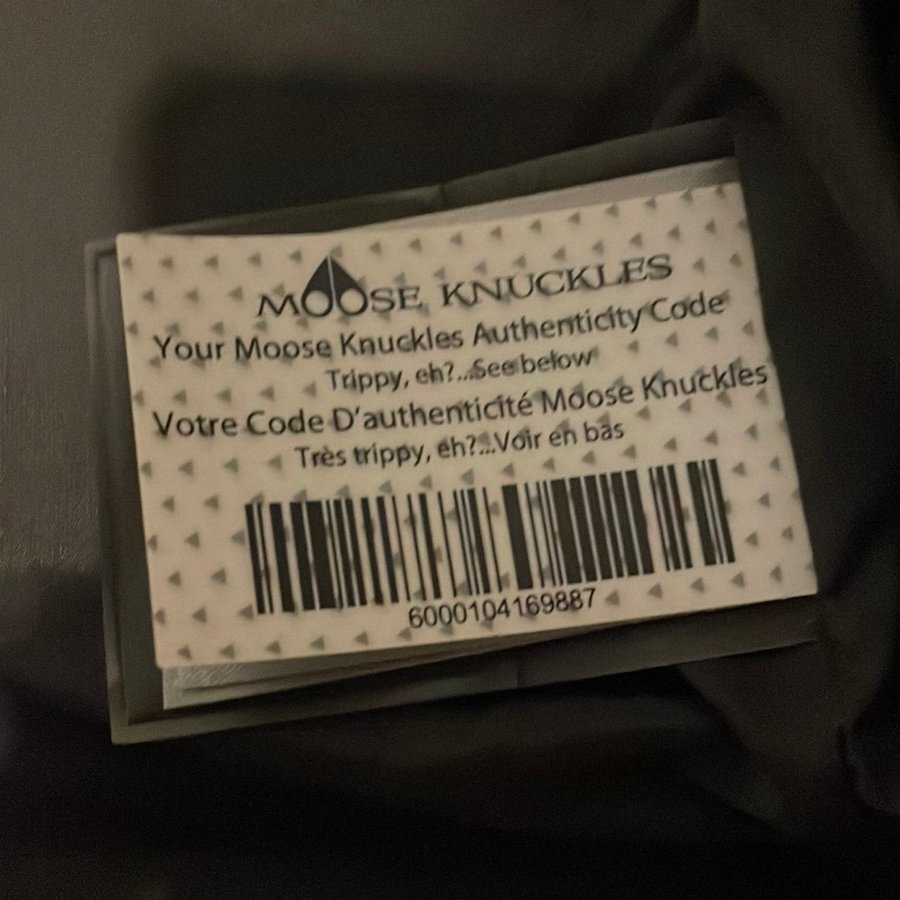 MOOSE KNUCKLES
Your Moose Knuckles Authenticity Code
Trippy, eh?...See below
Votre Code D'authenticité Moose Knuckles
Très trippy, eh?...Voir en bas
6000104169887